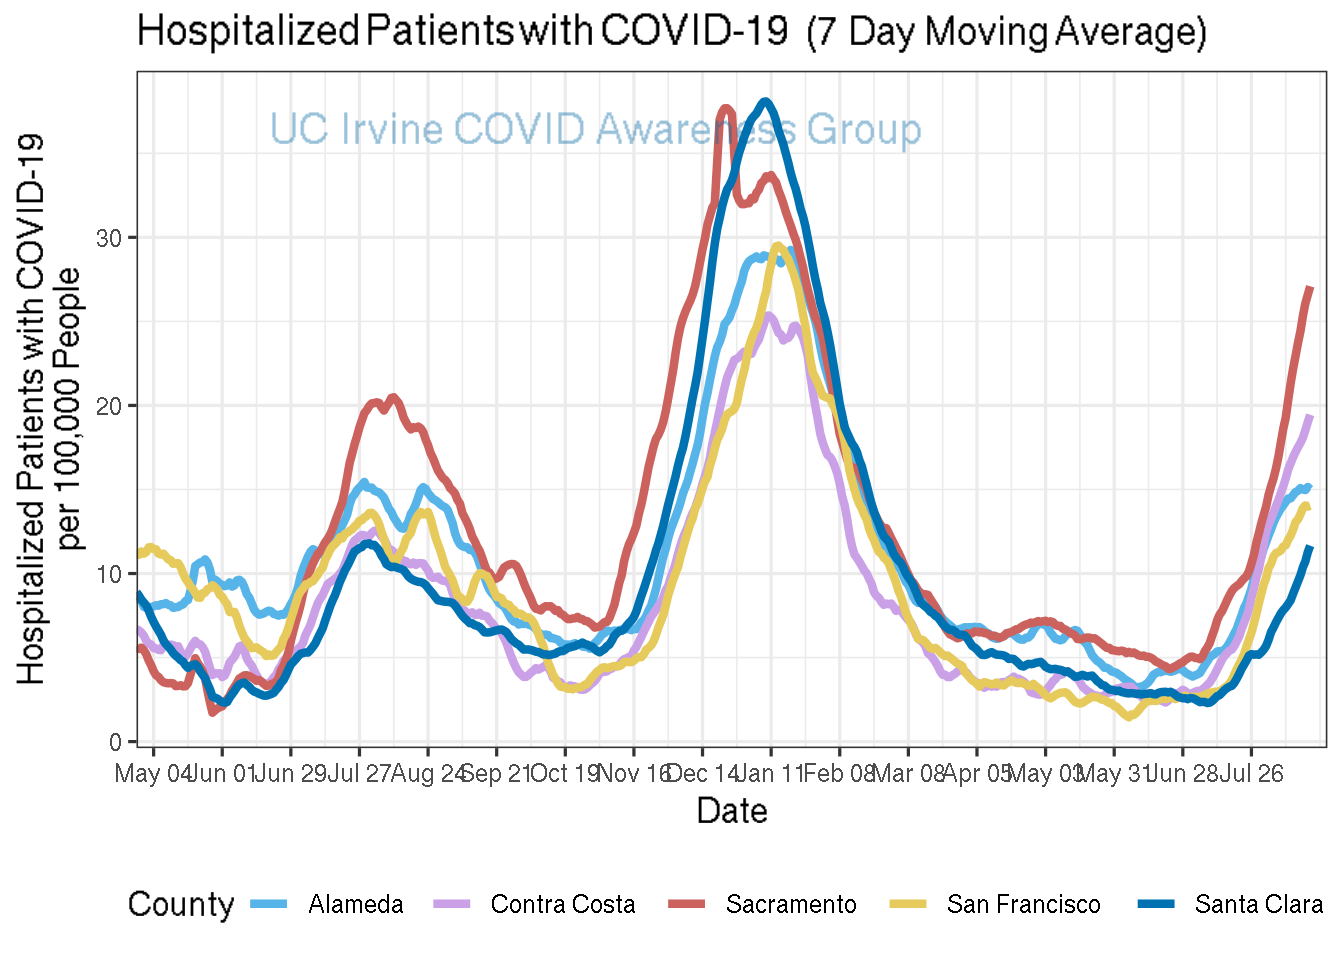 Hospitalized Patients with COVID-19 (7 Day Moving Average)
UC Irvine COVID Awareness Group
Hospitalized Patients with COVID-19
per 100,000 People
30
20
10
0
May 04 Jun 01 Jun 29 Jul 27 Aug 24 Sep 21 Oct 19 Nov 16 Dec 14 Jan 11 Feb 08 Mar 08 Apr 05 May 03 May 31 Jun 28 Jul 26
Date
County Alameda Contra Costa Sacramento San Francisco Santa Clara